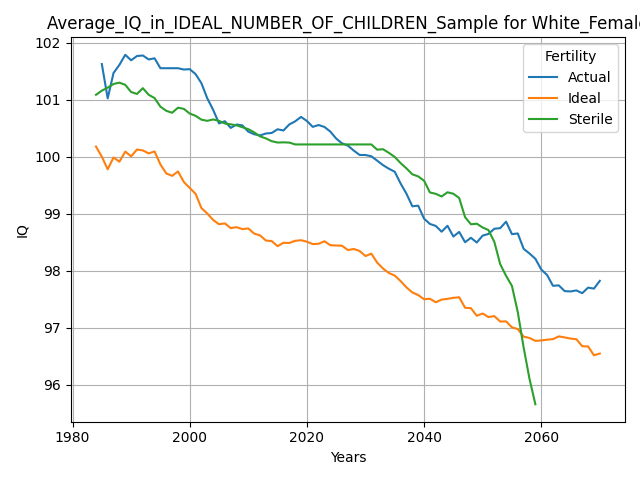 Average_IQ_in_IDEAL_NUMBER_OF_CHILDREN_Sample for White_Female
102
101
100
99
98
97
96
IQ
1980
2000
2020
2040
2060
Years
Fertility
Actual
Ideal
Sterile